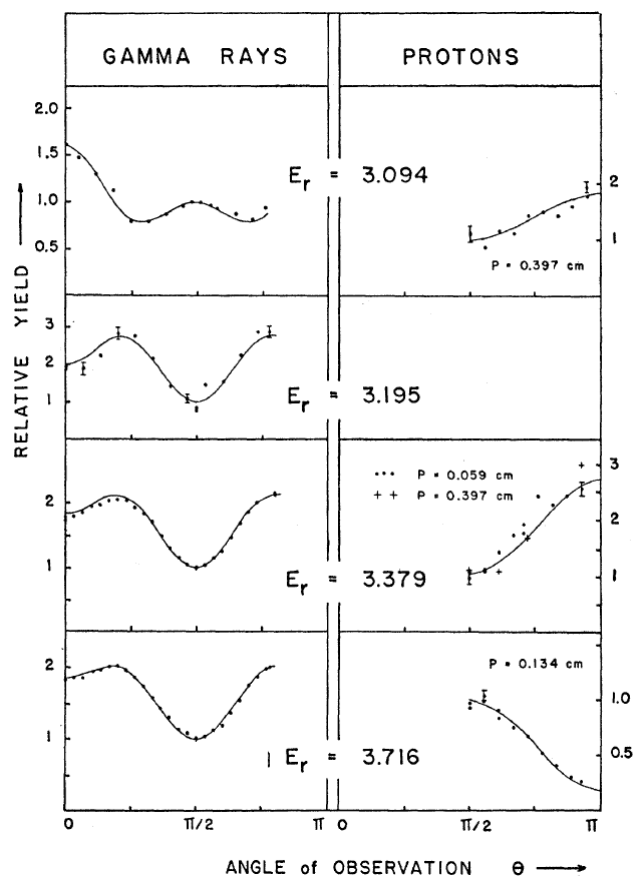 GAMMA RAYS PROTONS
2.0
1.5
1.0
0.5
E_r = 3.094
2
1
P = 0.397 cm
3
2
1
E_r = 3.195
2
1
... P = 0.059 cm
+ + P = 0.397 cm
3
2
1
E_r = 3.379
2
1
P = 0.134 cm
1.0
0.5
E_r = 3.716
0 π/2 π 0 π/2 π
RELATIVE YIELD
ANGLE of OBSERVATION θ